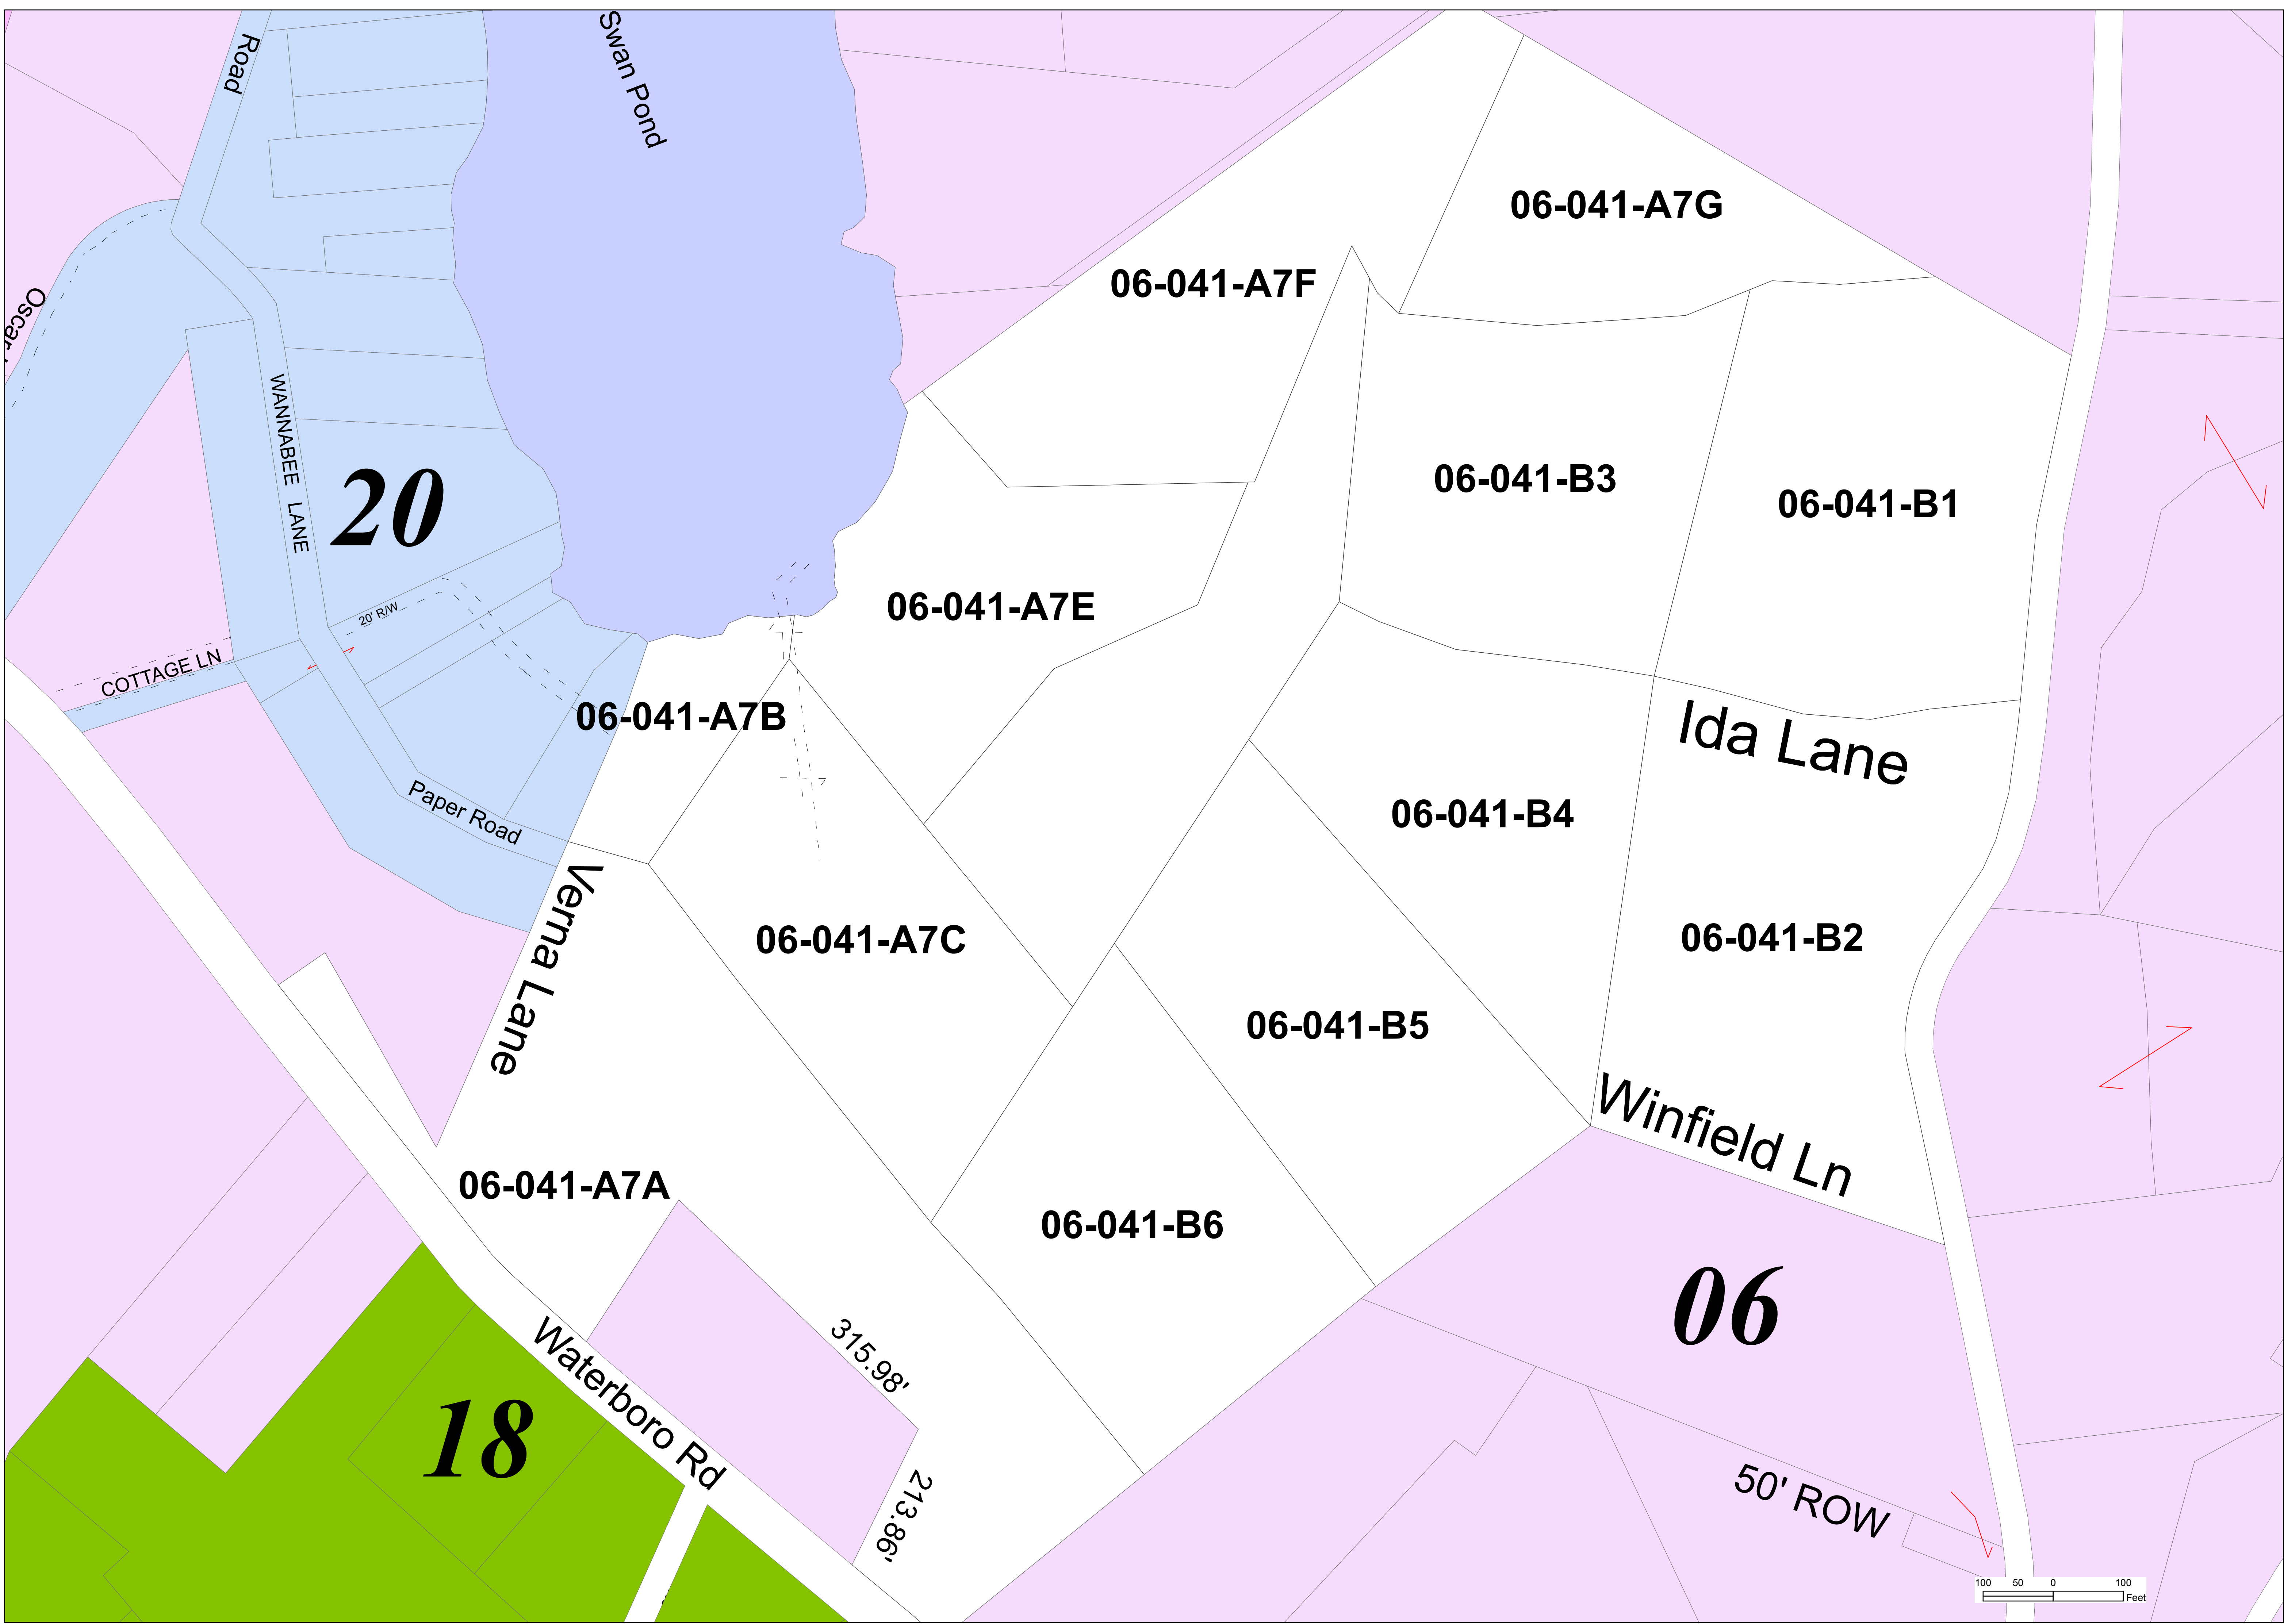 Road
Swan Pond
06-041-A7G
06-041-A7F
Oscar
WANNABEE LANE
20
06-041-B3
06-041-B1
20' R/W
06-041-A7E
COTTAGE LN
06-041-A7B
Ida Lane
Paper Road
06-041-B4
Verna Lane
06-041-A7C
06-041-B2
06-041-B5
Winfield Ln
06-041-A7A
06-041-B6
06
315.98'
Waterboro Rd
18
213.86'
50' ROW
100 50 0 100
Feet